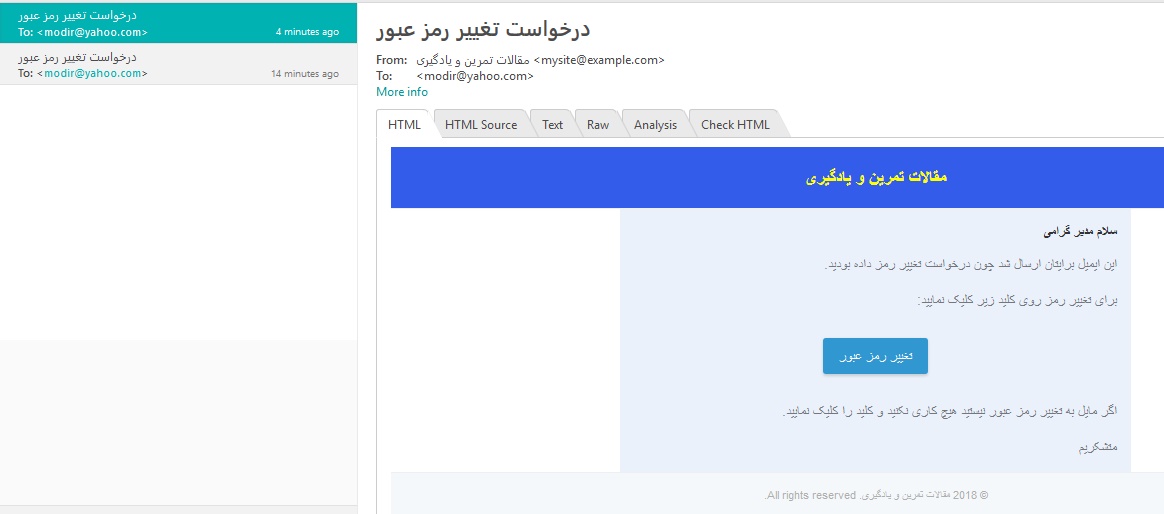 درخواست تغییر رمز عبور
To: <modir@yahoo.com> 4 minutes ago
درخواست تغییر رمز عبور
To: <modir@yahoo.com> 14 minutes ago
درخواست تغییر رمز عبور
From: مقالات تمرین و یادگیری <mysite@example.com>
To: <modir@yahoo.com>
More info
HTML HTML Source Text Raw Analysis Check HTML
مقالات تمرین و یادگیری
سلام مدیر گرامی
این ایمیل برایتان ارسال شد چون درخواست تغییر رمز داده بودید.
برای تغییر رمز روی کلید زیر کلیک نمایید:
تغییر رمز عبور
اگر مایل به تغییر رمز عبور نیستید هیچ کاری نکنید و کلید را کلیک نمایید.
متشکریم
© 2018 مقالات تمرین و یادگیری. All rights reserved.